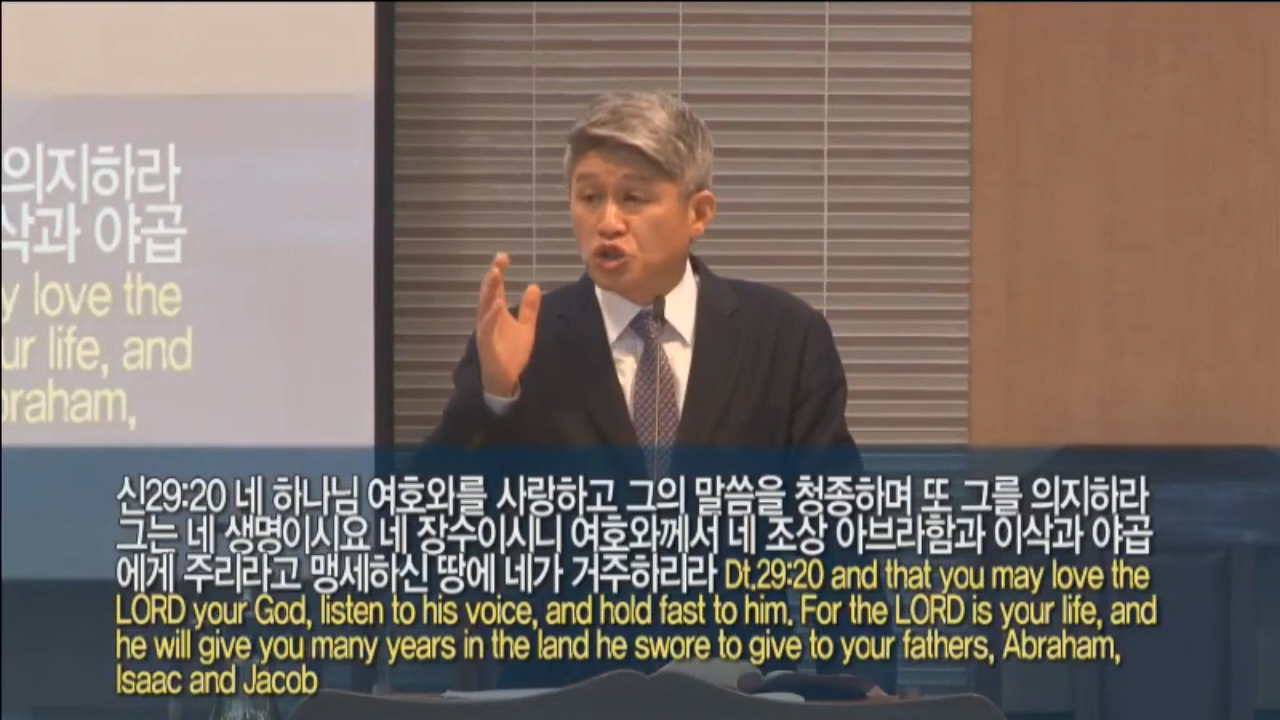 의지하라
삭과 야곱
y love the
ur life, and
braham,
신29:20 네 하나님 여호와를 사랑하고 그의 말씀을 청종하며 또 그를 의지하라
그는 네 생명이시요 네 장수이시니 여호와께서 네 조상 아브라함과 이삭과 야곱
에게 주리라고 맹세하신 땅에 네가 거주하리라 Dt.29:20 and that you may love the
LORD your God, listen to his voice, and hold fast to him. For the LORD is your life, and
he will give you many years in the land he swore to give to your fathers, Abraham,
Isaac and Jacob